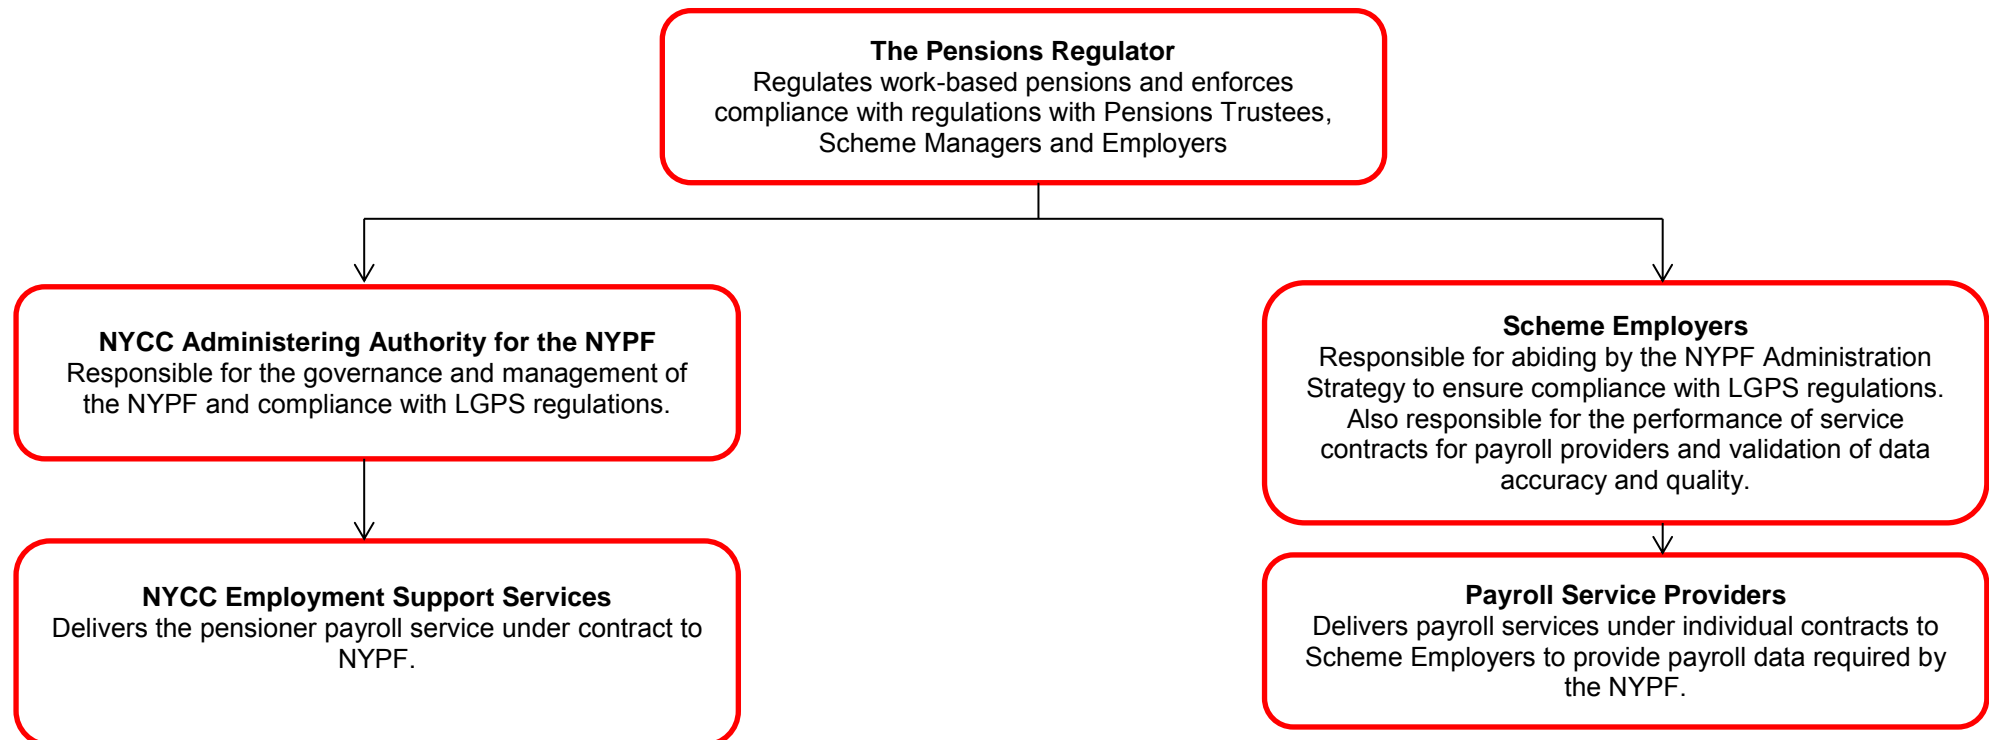 The Pensions Regulator
Regulates work-based pensions and enforces
compliance with regulations with Pensions Trustees,
Scheme Managers and Employers
NYCC Administering Authority for the NYPF
Responsible for the governance and management of
the NYPF and compliance with LGPS regulations.
Scheme Employers
Responsible for abiding by the NYPF Administration
Strategy to ensure compliance with LGPS regulations.
Also responsible for the performance of service
contracts for payroll providers and validation of data
accuracy and quality.
NYCC Employment Support Services
Delivers the pensioner payroll service under contract to
NYPF.
Payroll Service Providers
Delivers payroll services under individual contracts to
Scheme Employers to provide payroll data required by
the NYPF.